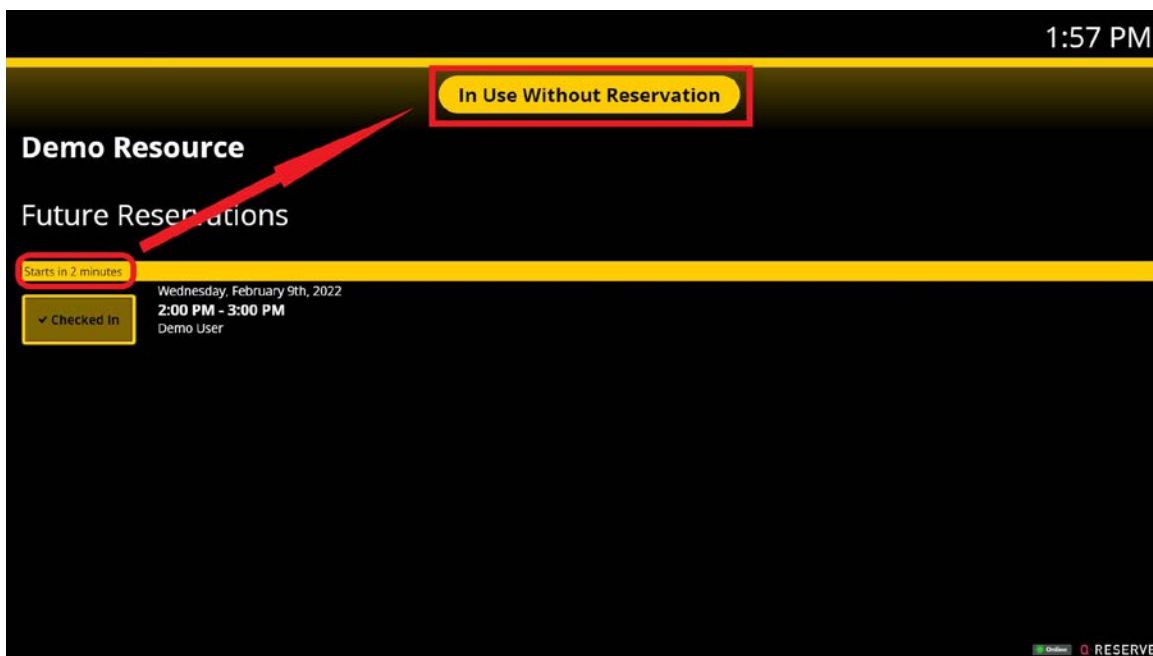 1:57 PM
In Use Without Reservation
Demo Resource
Future Reservations
Starts in 2 minutes
Wednesday, February 9th, 2022
✓ Checked In
2:00 PM - 3:00 PM
Demo User
Online Q RESERVE